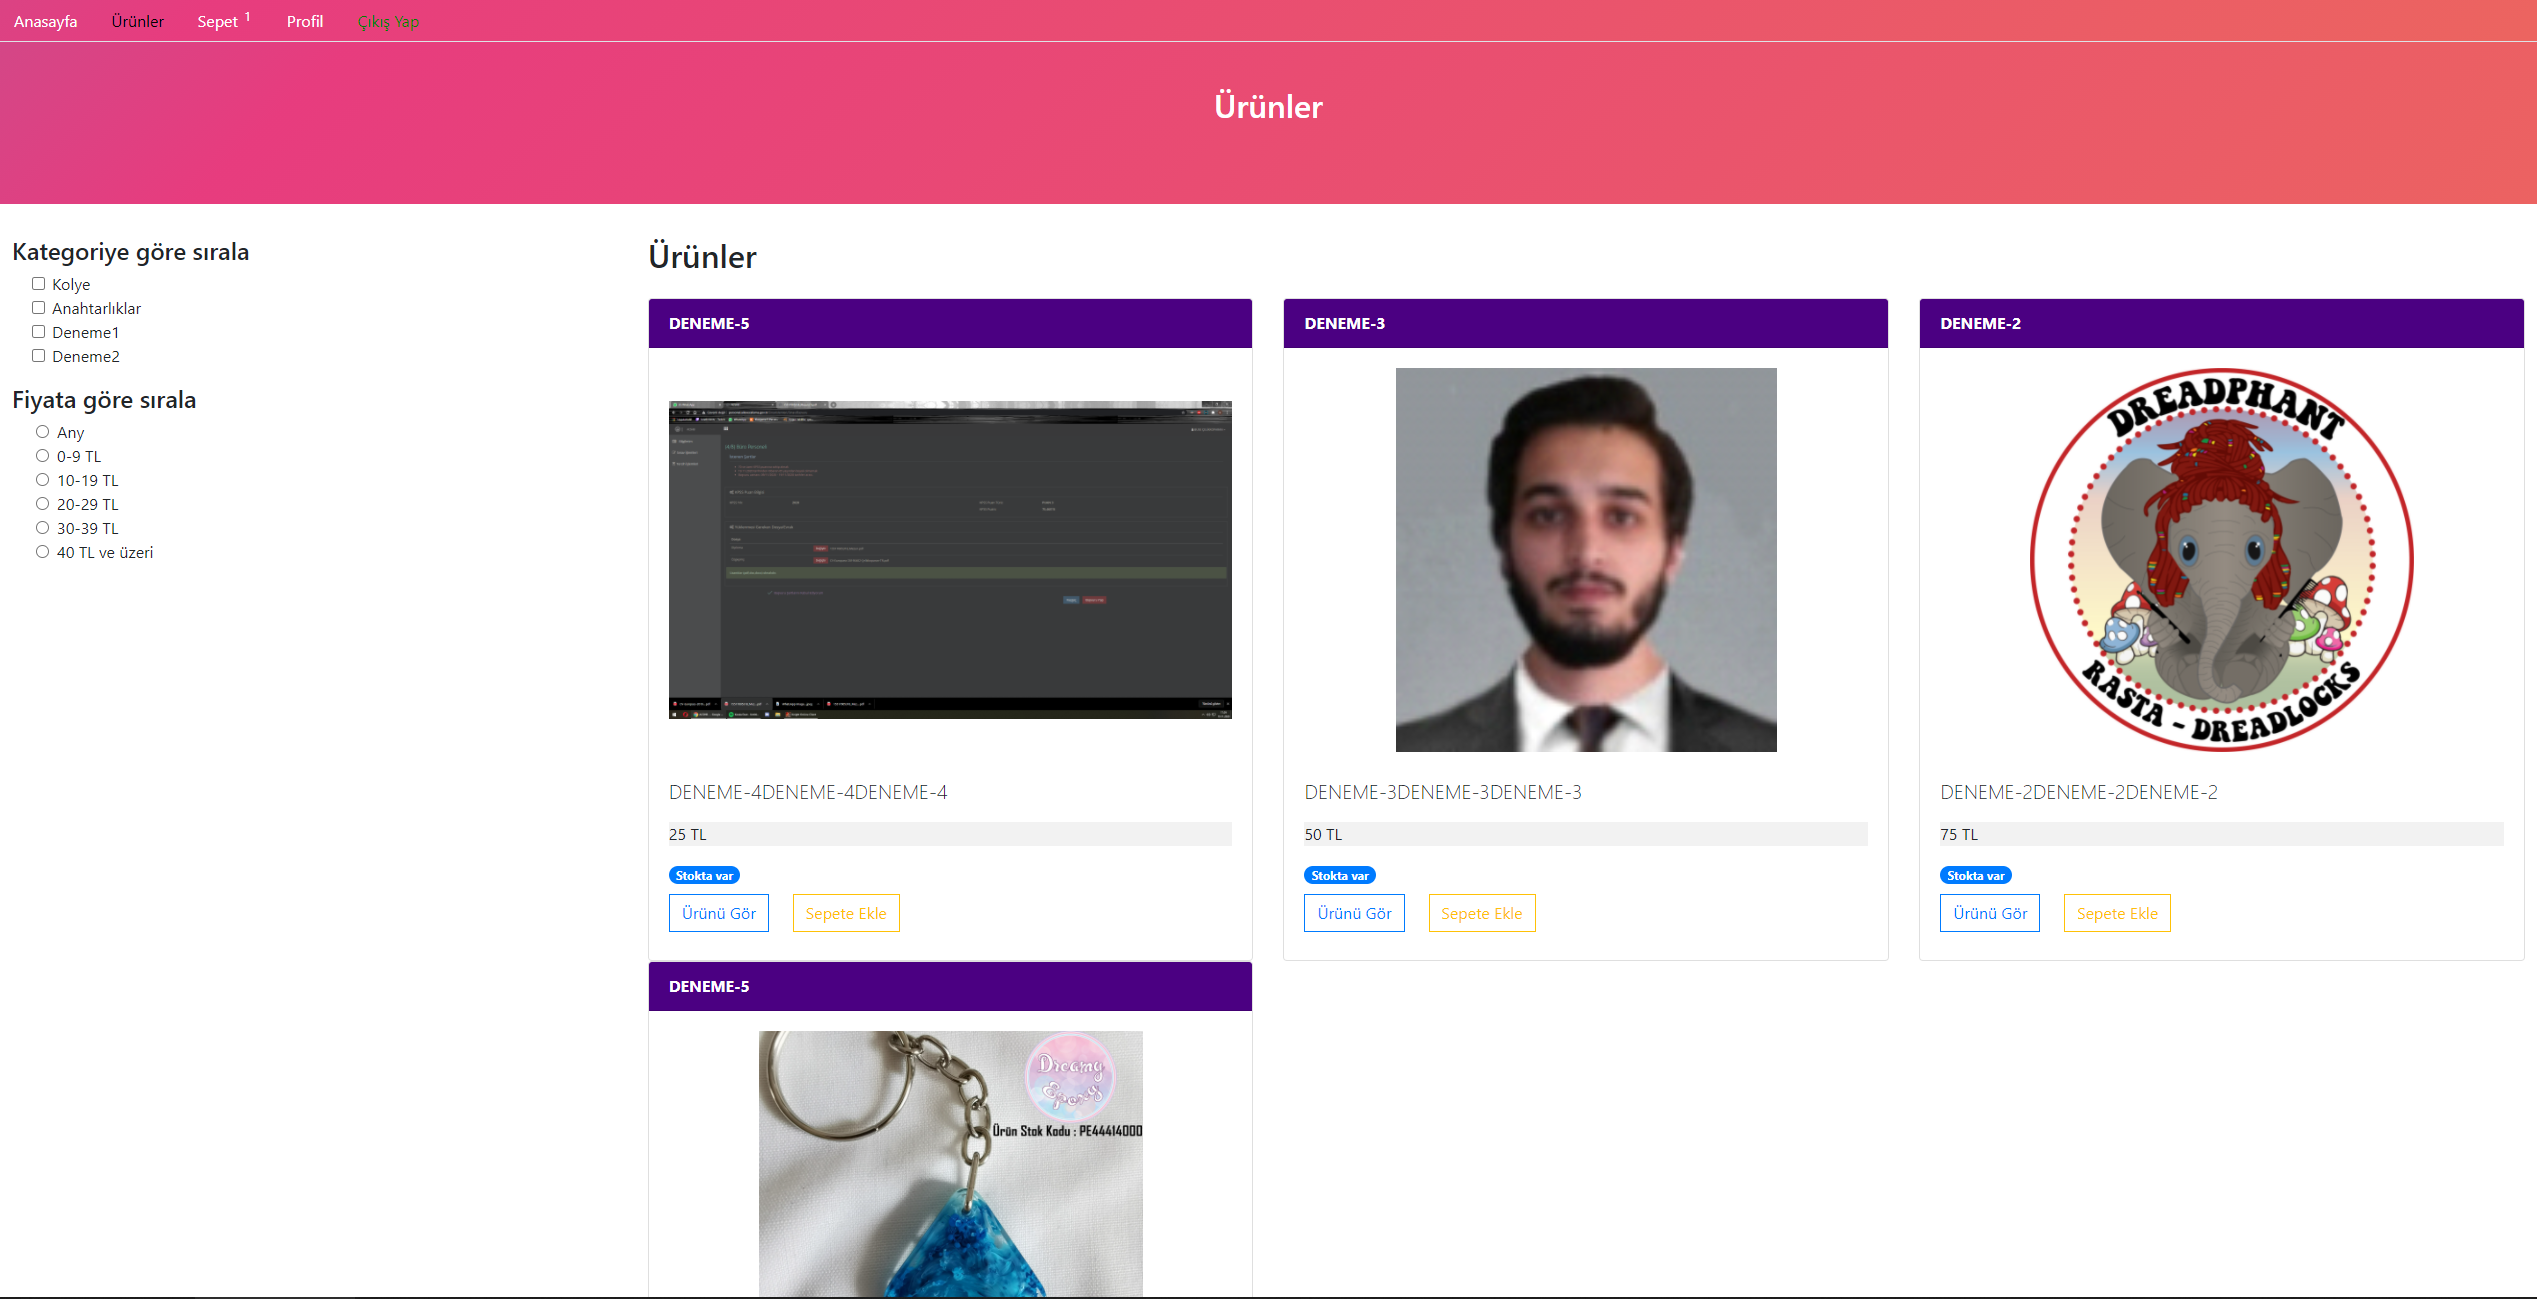 Anasayfa Ürünler Sepet 1 Profil Çıkış Yap
Ürünler
Kategoriye göre sırala
Kolye
Anahtarlıklar
Deneme1
Deneme2
Fiyata göre sırala
Any
0-9 TL
10-19 TL
20-29 TL
30-39 TL
40 TL ve üzeri
Ürünler
DENEME-5
DENEME-4DENEME-4DENEME-4
25 TL
Stokta var
Ürünü Gör Sepete Ekle
DENEME-3
DENEME-3DENEME-3DENEME-3
50 TL
Stokta var
Ürünü Gör Sepete Ekle
DENEME-2
DREADPHANT
RASTA - DREADLOCKS
DENEME-2DENEME-2DENEME-2
75 TL
Stokta var
Ürünü Gör Sepete Ekle
DENEME-5
Dreamy
Epoxy
Ürün Stok Kodu : PE44414000